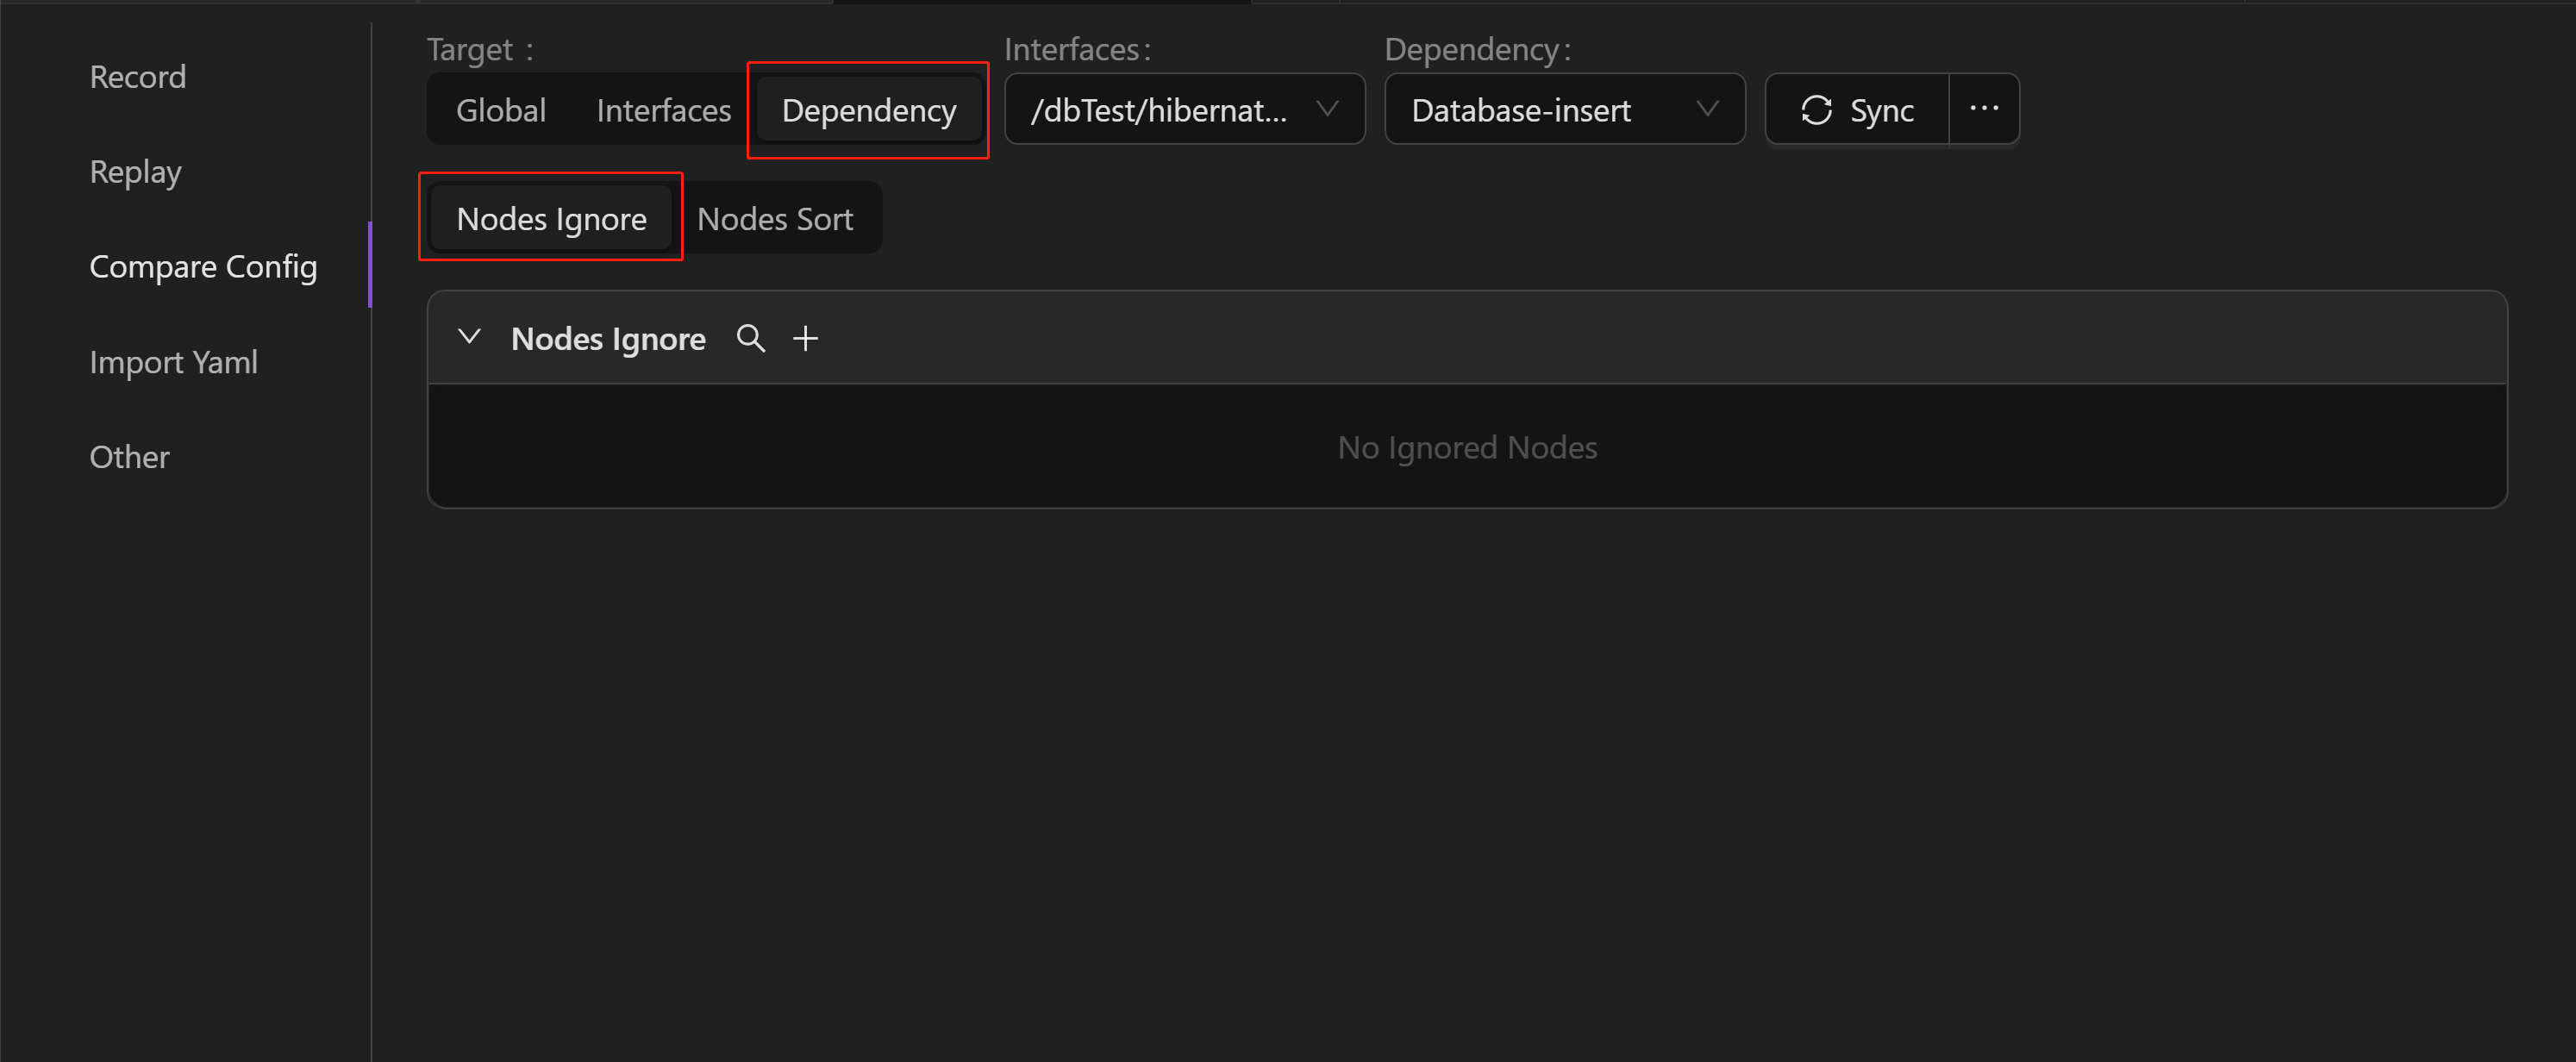 Record
Replay
Compare Config
Import Yaml
Other
Target :
Interfaces:
Dependency:
Global Interfaces Dependency
/dbTest/hibernat...
Database-insert
Sync
···
Nodes Ignore Nodes Sort
Nodes Ignore
No Ignored Nodes